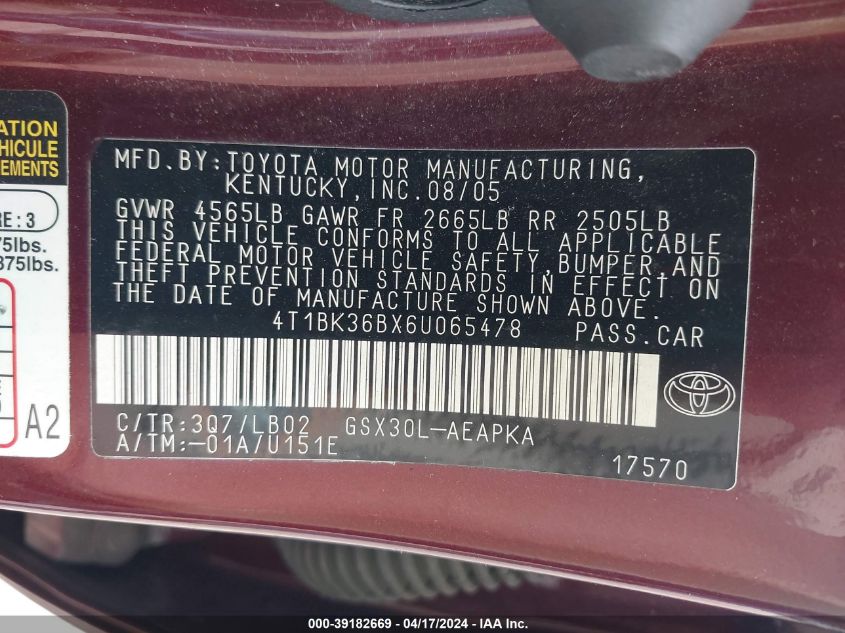 ATION
HICULE
EMENTS
RE : 3
75lbs.
375lbs.
A2
MFD.BY:TOYOTA MOTOR MANUFACTURING,
KENTUCKY,INC.08/05
GVWR 4565LB GAWR FR 2665LB RR 2505LB
THIS VEHICLE CONFORMS TO ALL APPLICABLE
FEDERAL MOTOR VEHICLE SAFETY,BUMPER,AND
THEFT PREVENTION STANDARDS IN EFFECT ON
THE DATE OF MANUFACTURE SHOWN ABOVE.
4T1BK36BX6U065478 PASS.CAR
C/TR:3Q7/LB02 GSX30L-AEAPKA
A/TM:-01A/U151E
17570
000-39182669 - 04/17/2024 - IAA, Inc.